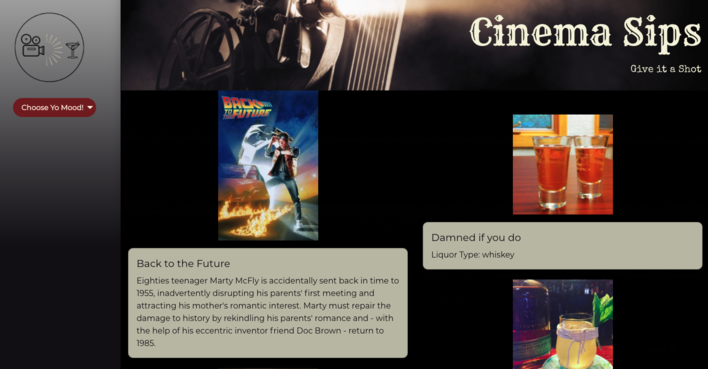 Cinema Sips
Give it a Shot
Choose Yo Mood!
BACK TO THE
FUTURE
Back to the Future
Eighties teenager Marty McFly is accidentally sent back in time to
1955, inadvertently disrupting his parents' first meeting and
attracting his mother's romantic interest. Marty must repair the
damage to history by rekindling his parents' romance and - with
the help of his eccentric inventor friend Doc Brown - return to
1985.
Damned if you do
Liquor Type: whiskey